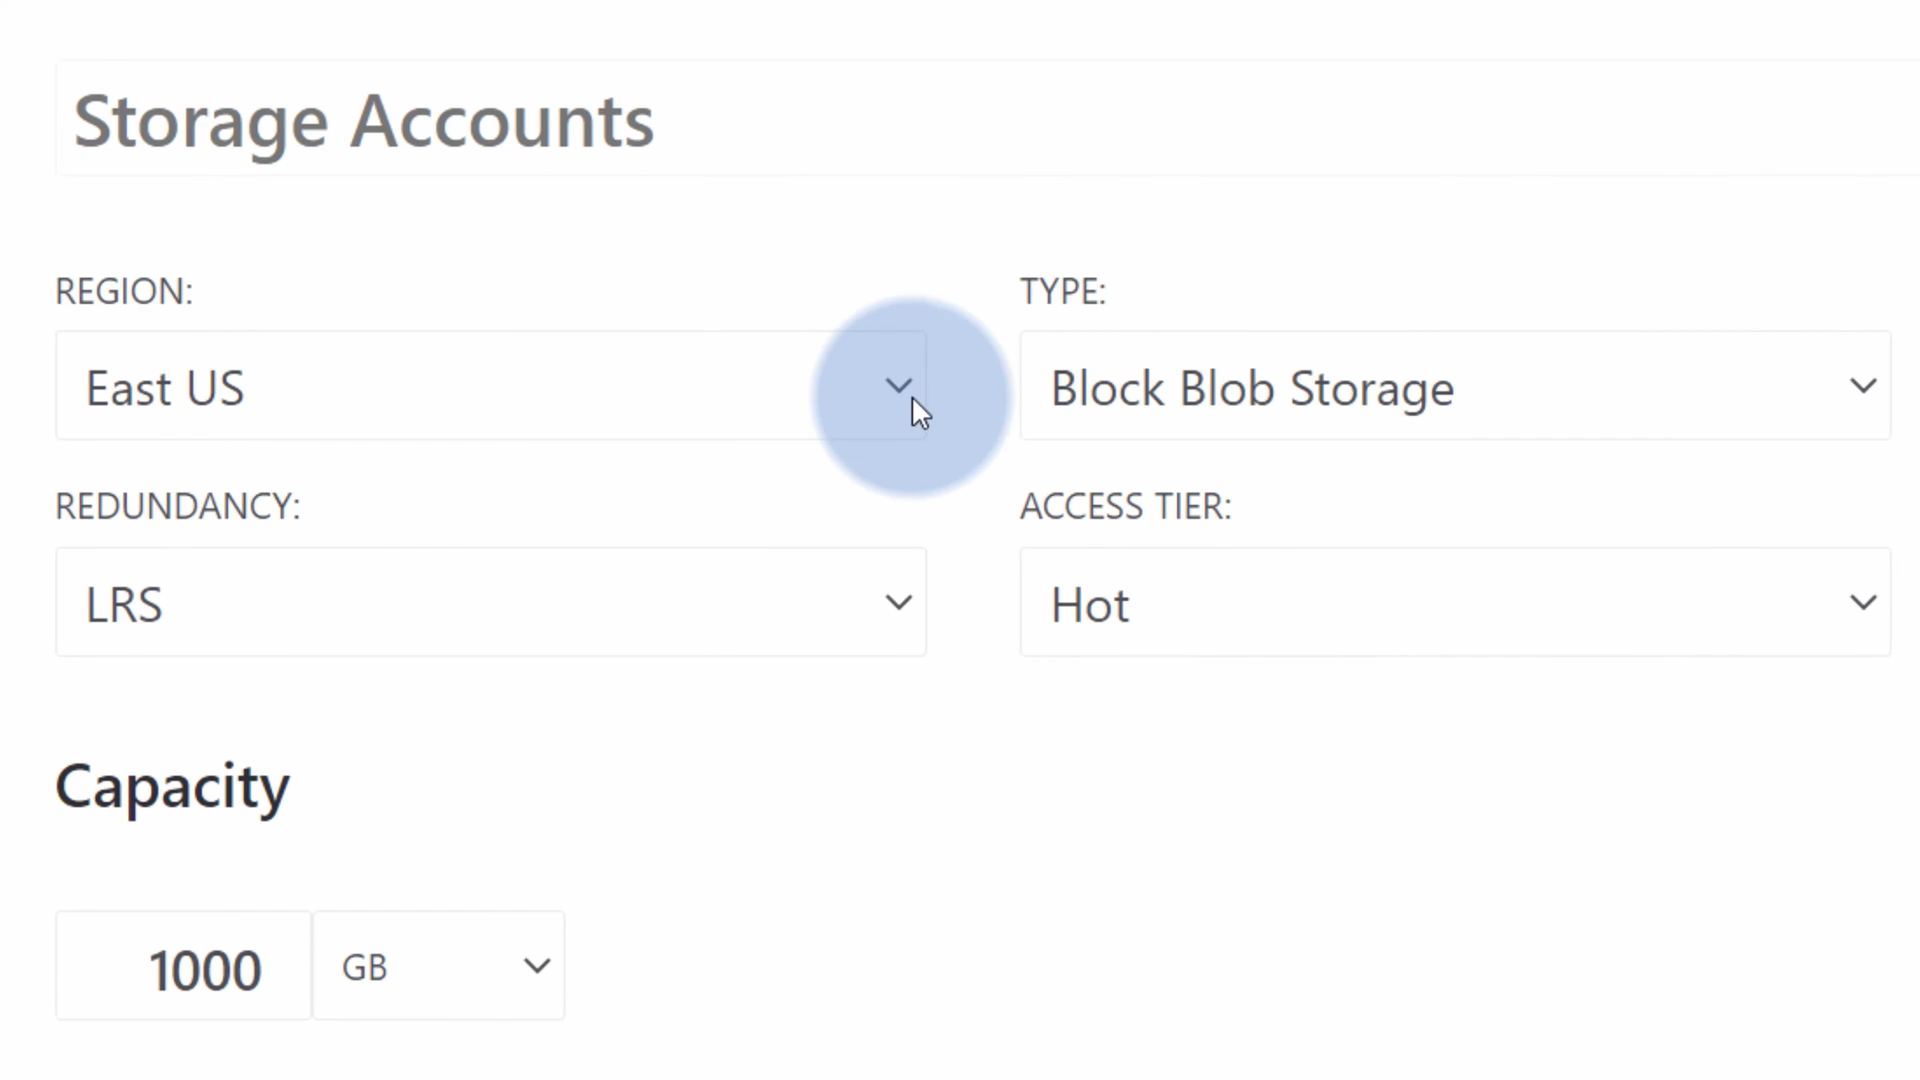 Storage Accounts
REGION:
East US
TYPE:
Block Blob Storage
REDUNDANCY:
LRS
ACCESS TIER:
Hot
Capacity
1000 GB